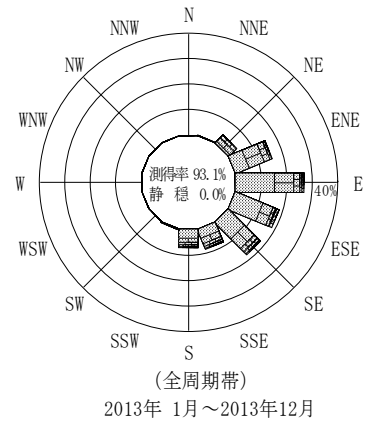 N
NNW NNE
NW NE
WNW ENE
測得率 93.1%
静 穏 0.0%
W 40% E
WSW ESE
SW SE
SSW SSE
S
(全周期帯)
2013年 1月～2013年12月